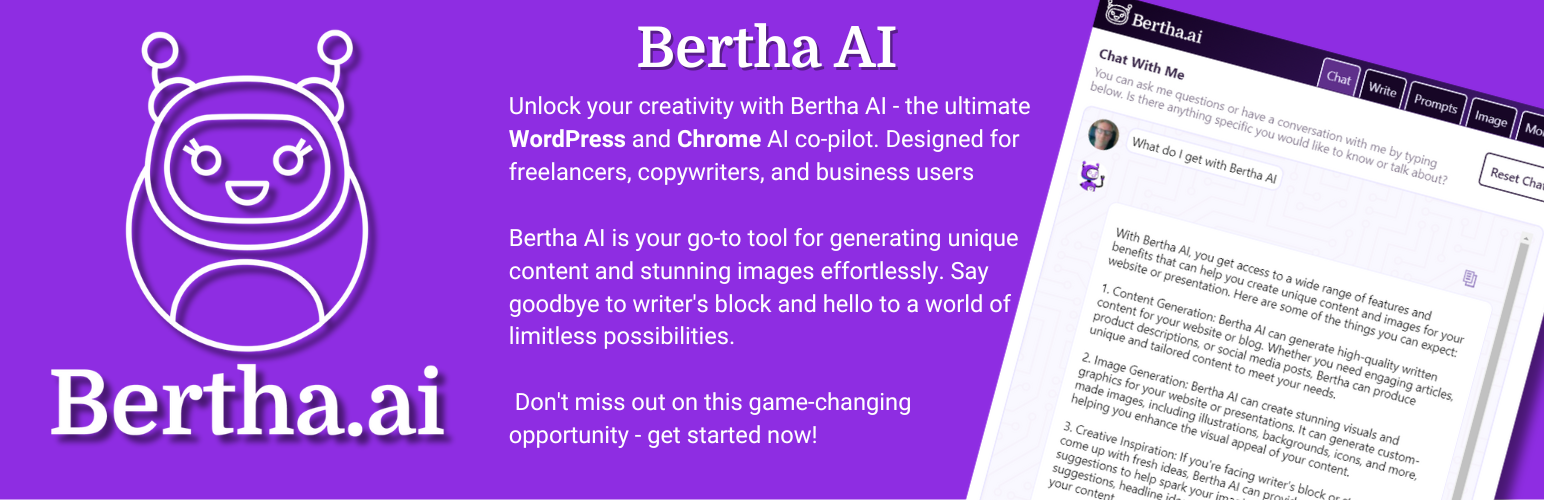 Bertha.ai
Bertha AI
Unlock your creativity with Bertha AI - the ultimate
WordPress and Chrome AI co-pilot. Designed for
freelancers, copywriters, and business users
Bertha AI is your go-to tool for generating unique
content and stunning images effortlessly. Say
goodbye to writer's block and hello to a world of
limitless possibilities.
Don't miss out on this game-changing
opportunity - get started now!
Bertha.ai
Chat With Me
You can ask me questions or have a conversation with me by typing
below. Is there anything specific you would like to know or talk about?
Chat
Write
Prompts
Image
Reset
What do I get with Bertha AI
With Bertha AI, you get access to a wide range of features and
benefits that can help you create unique content and images for your
website or presentation. Here are some of the things you can expect:
1. Content Generation: Bertha AI can generate high-quality written
content for your website or blog. Whether you need engaging articles,
product descriptions, or social media posts, Bertha can produce
unique and tailored content to meet your needs.
2. Image Generation: Bertha AI can create stunning visuals and
graphics for your website or presentations. It can generate custom-
made images, including illustrations, backgrounds, icons, and more,
helping you enhance the visual appeal of your content.
3. Creative Inspiration: If you're facing writer's block or
come up with fresh ideas, Bertha AI can
suggestions to help spark your
suggestions, headline
your content